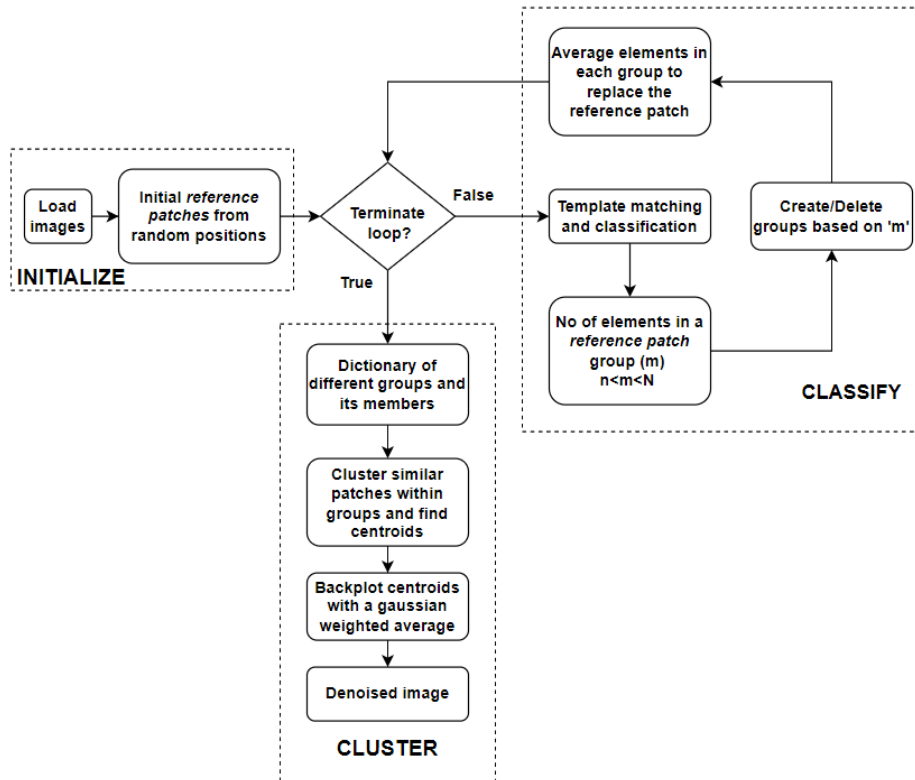 Load
images
Initial reference
patches from
random positions
INITIALIZE
Terminate
loop?
False
True
Template matching
and classification
No of elements in a
reference patch
group (m)
n<m<N
Create/Delete
groups based on 'm'
Average elements in
each group to
replace the
reference patch
CLASSIFY
Dictionary of
different groups and
its members
Cluster similar
patches within
groups and find
centroids
Backplot centroids
with a gaussian
weighted average
Denoised image
CLUSTER